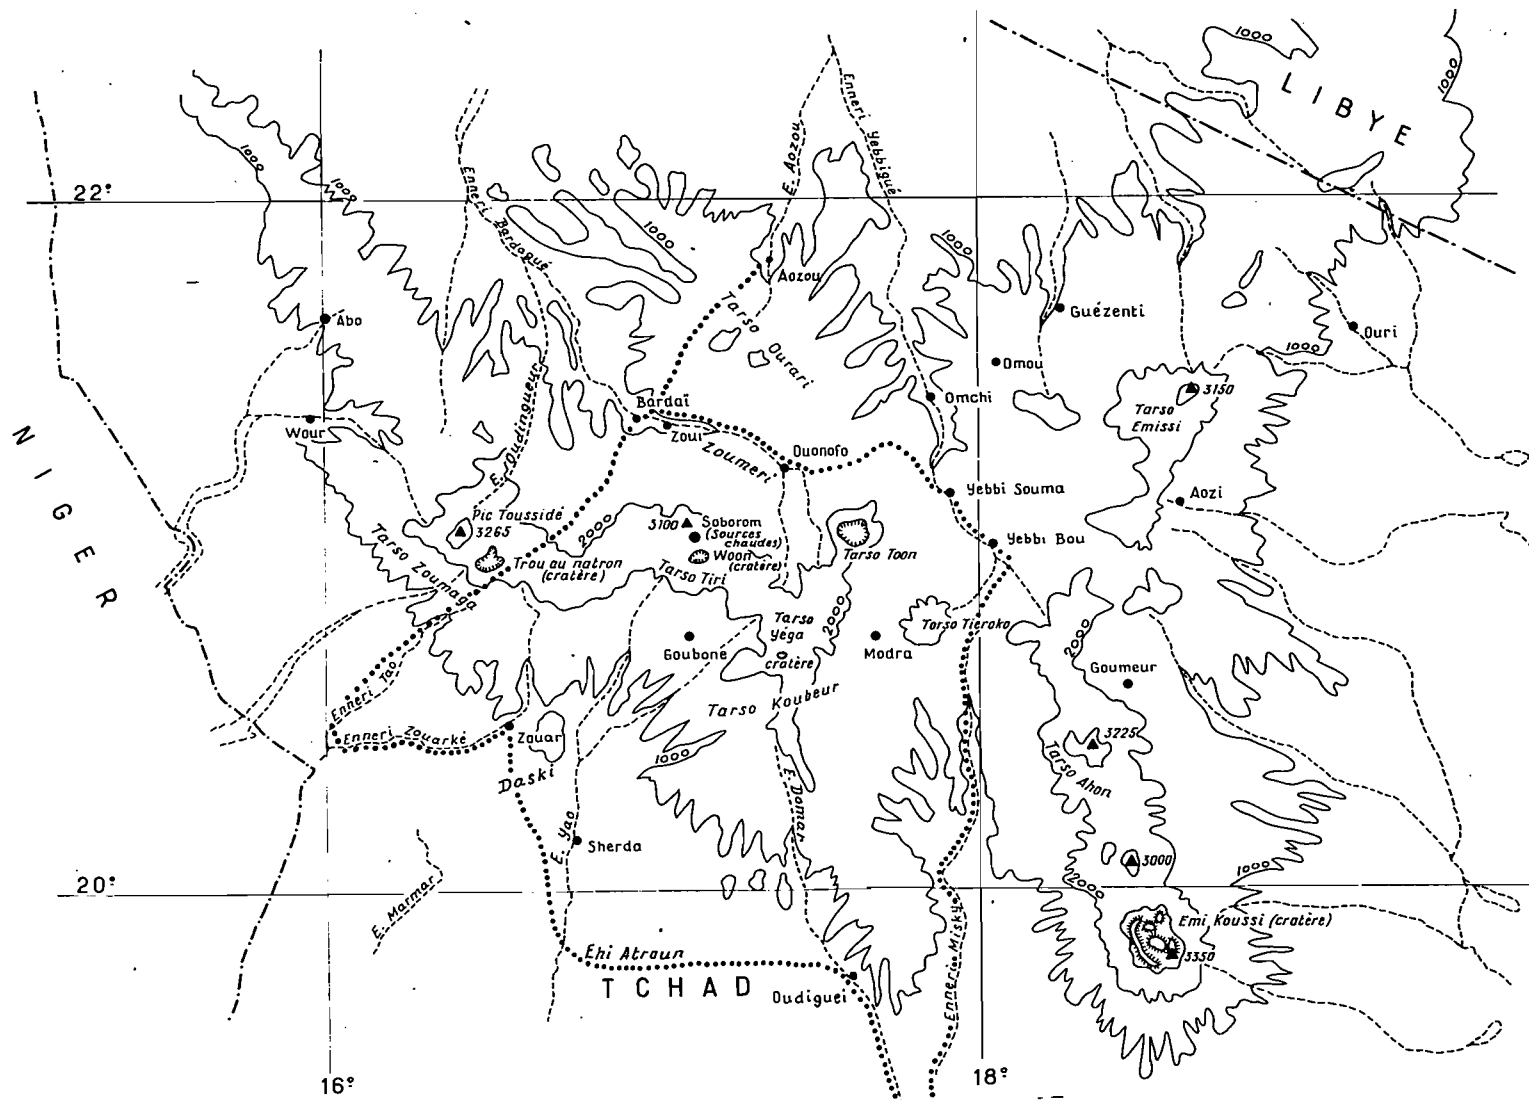 1000
LIBYE
1000
1000
1000
Enneri Yebbigué
E. Aozou
22°
Enneri Bardagué
1000
1000
Aozou
Tarso
Ourari
Abo
Guézenti
Ouri
1000
Omou
3150
Omchi
Tarso
Emissi
NIGER
Wour
Bardaï
Zoui
Zoumeri
Ouonofo
E. Oudingueur
Yebbi Souma
Aozi
Pic Toussidé
3265
2000
3100
Soborom
(Sources
chaudes)
Yebbi Bou
Trou au natron
(cratère)
Woon
(cratère)
Tarso Toon
Tarso Zoumaga
Tarso Tiri
Tarso
Yéga
cratère
2000
Tarso Tieroko
2000
Goubone
Modra
Goumeur
Enneri Tao
Tarso Koubeur
Enneri Zouarké
Zouar
3225
1000
Tarso Ahon
Daski
E. Domar
E. Yao
Sherda
3000
1000
20°
2000
E. Marmar
Enneri Misky
Emi Koussi (cratère)
3350
Ehi Atroun
TCHAD
Oudiguei
16°
18°